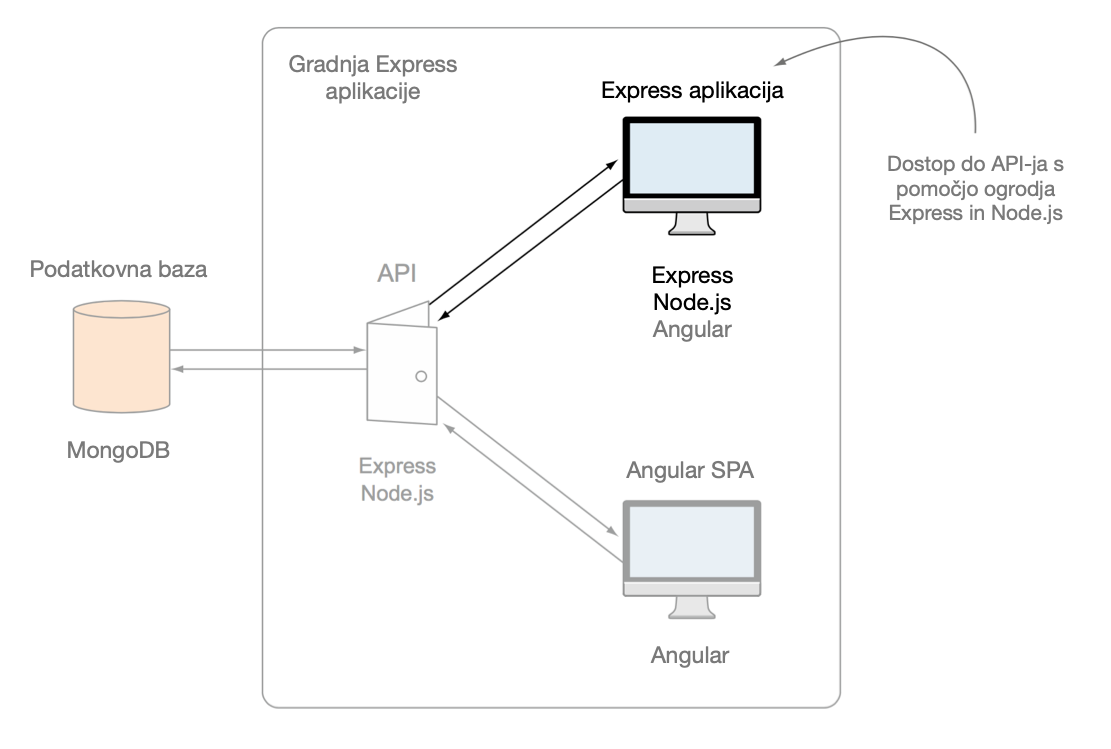 Gradnja Express
aplikacije
Express aplikacija
Dostop do API-ja s
pomočjo ogrodja
Express in Node.js
Podatkovna baza
API
Express
Node.js
Angular
MongoDB
Express
Node.js
Angular SPA
Angular